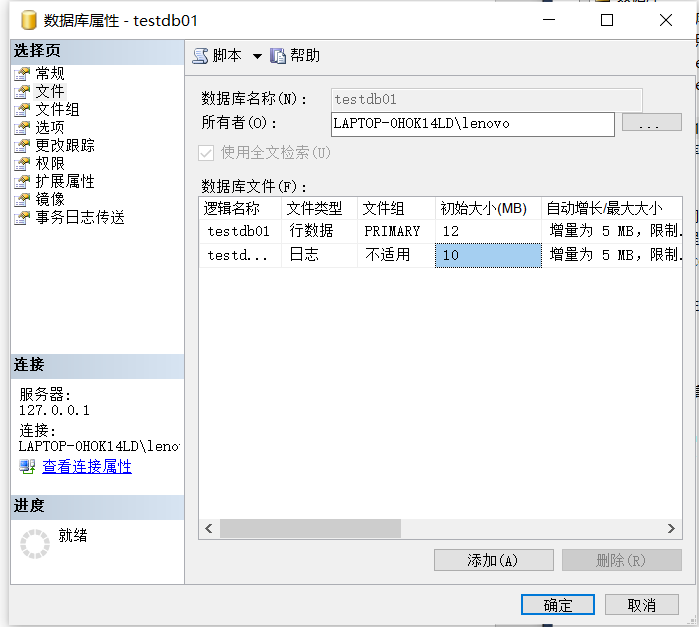 数据库属性 - testdb01
选择页
常规
文件
文件组
选项
更改跟踪
权限
扩展属性
镜像
事务日志传送
连接
服务器:
127.0.0.1
连接:
LAPTOP-0HOK14LD\leno
查看连接属性
进度
就绪
脚本 帮助
数据库名称(N): testdb01
所有者(O): LAPTOP-0HOK14LD\lenovo ...
使用全文检索(U)
数据库文件(F):
逻辑名称 文件类型 文件组 初始大小(MB) 自动增长/最大大小
testdb01 行数据 PRIMARY 12 增量为 5 MB，限制.
testd... 日志 不适用 10 增量为 5 MB，限制.
添加(A) 删除(R)
确定 取消